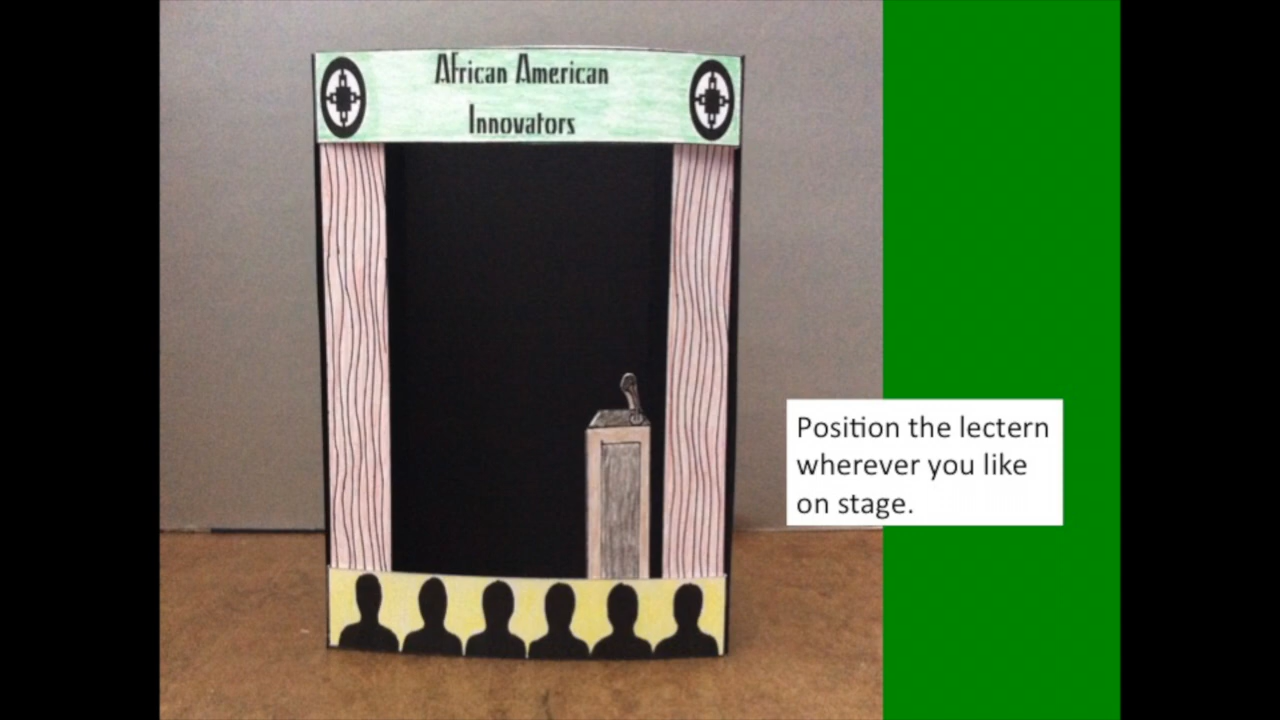 African American
Innovators
Position the lectern
wherever you like
on stage.